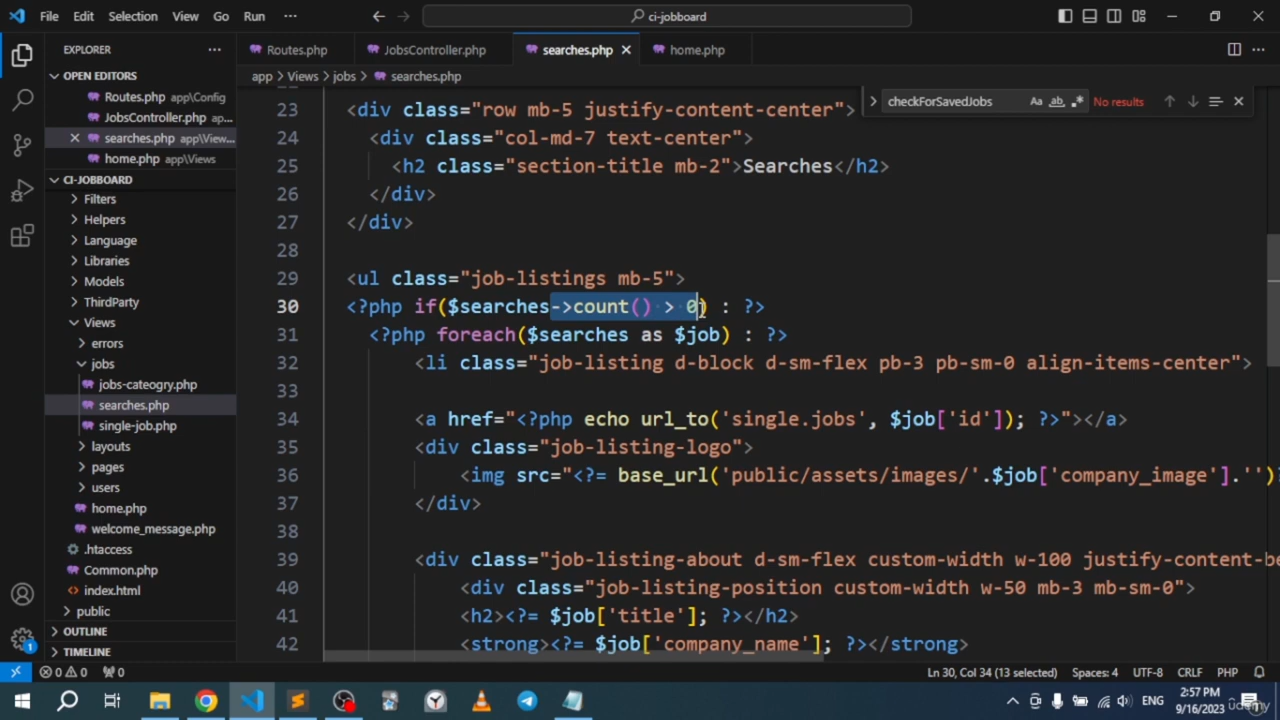 File Edit Selection View Go Run ··· ci-jobboard
EXPLORER ···
Routes.php JobsController.php searches.php home.php
OPEN EDITORS
app > Views > jobs > searches.php
Routes.php app\Config
JobsController.php app\...
searches.php app\View...
home.php app\Views
checkForSavedJobs Aa ab .* No results
CI-JOBBOARD
Filters
Helpers
Language
Libraries
Models
ThirdParty
Views
errors
jobs
jobs-cateogry.php
searches.php
single-job.php
layouts
pages
users
home.php
welcome_message.php
.htaccess
Common.php
index.html
public
OUTLINE
TIMELINE
23 <div class="row mb-5 justify-content-center">
24 <div class="col-md-7 text-center">
25 <h2 class="section-title mb-2">Searches</h2>
26 </div>
27 </div>
28
29 <ul class="job-listings mb-5">
30 <?php if($searches->count() > 0) : ?>
31 <?php foreach($searches as $job) : ?>
32 <li class="job-listing d-block d-sm-flex pb-3 pb-sm-0 align-items-center">
33
34 <a href="<?php echo url_to('single.jobs', $job['id']); ?>"></a>
35 <div class="job-listing-logo">
36 <img src="<?= base_url('public/assets/images/'.$job['company_image'].'')?
37 </div>
38
39 <div class="job-listing-about d-sm-flex custom-width w-100 justify-content-be
40 <div class="job-listing-position custom-width w-50 mb-3 mb-sm-0">
41 <h2><?= $job['title']; ?></h2>
42 <strong><?= $job['company_name']; ?></strong>
0 0 0 Ln 30, Col 34 (13 selected) Spaces: 4 UTF-8 CRLF PHP
1
ENG 2:57 PM
9/16/2023
udemy